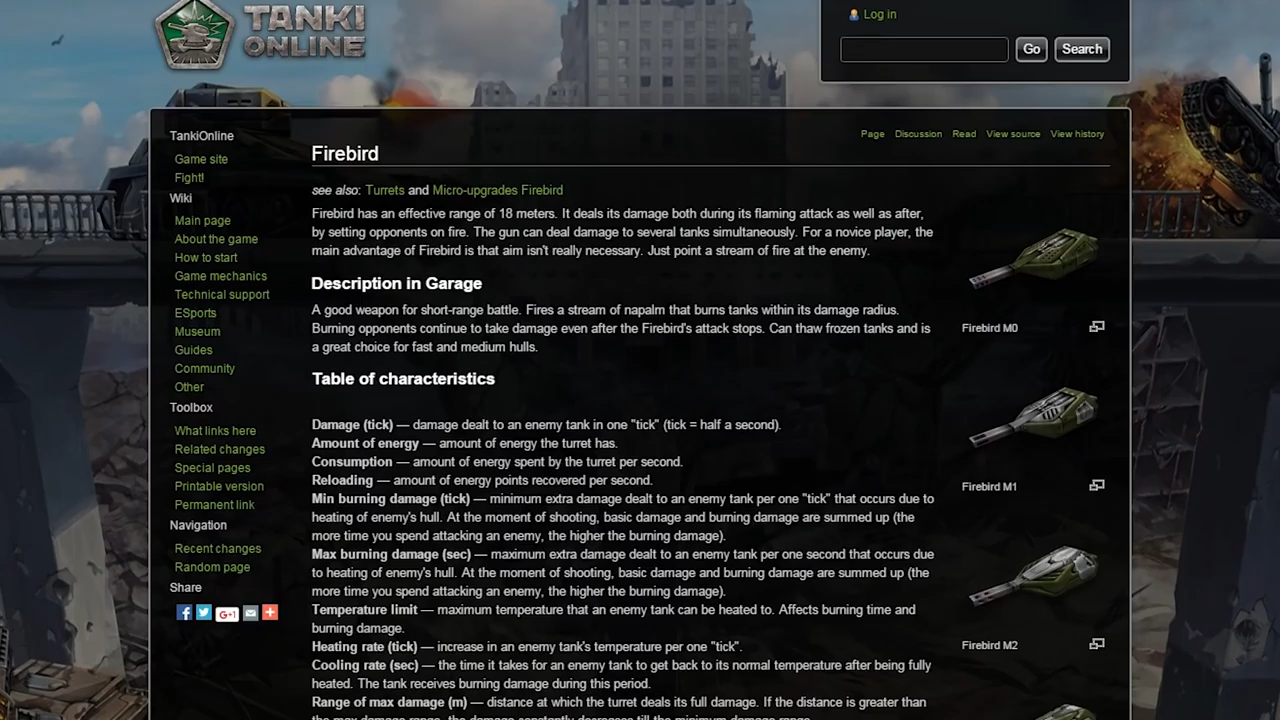 TANKI
ONLINE
Log in
Go
Search
TankiOnline
Game site
Fight!
Wiki
Main page
About the game
How to start
Game mechanics
Technical support
ESports
Museum
Guides
Community
Other
Toolbox
What links here
Related changes
Special pages
Printable version
Permanent link
Navigation
Recent changes
Random page
Share
G+1
Page Discussion Read View source View history
Firebird
see also: Turrets and Micro-upgrades Firebird
Firebird has an effective range of 18 meters. It deals its damage both during its flaming attack as well as after,
by setting opponents on fire. The gun can deal damage to several tanks simultaneously. For a novice player, the
main advantage of Firebird is that aim isn't really necessary. Just point a stream of fire at the enemy.
Description in Garage
A good weapon for short-range battle. Fires a stream of napalm that burns tanks within its damage radius.
Burning opponents continue to take damage even after the Firebird's attack stops. Can thaw frozen tanks and is
a great choice for fast and medium hulls.
Table of characteristics
Damage (tick) — damage dealt to an enemy tank in one "tick" (tick = half a second).
Amount of energy — amount of energy the turret has.
Consumption — amount of energy spent by the turret per second.
Reloading — amount of energy points recovered per second.
Min burning damage (tick) — minimum extra damage dealt to an enemy tank per one "tick" that occurs due to
heating of enemy's hull. At the moment of shooting, basic damage and burning damage are summed up (the
more time you spend attacking an enemy, the higher the burning damage).
Max burning damage (sec) — maximum extra damage dealt to an enemy tank per one second that occurs due
to heating of enemy's hull. At the moment of shooting, basic damage and burning damage are summed up (the
more time you spend attacking an enemy, the higher the burning damage).
Temperature limit — maximum temperature that an enemy tank can be heated to. Affects burning time and
burning damage.
Heating rate (tick) — increase in an enemy tank's temperature per one "tick".
Cooling rate (sec) — the time it takes for an enemy tank to get back to its normal temperature after being fully
heated. The tank receives burning damage during this period.
Range of max damage (m) — distance at which the turret deals its full damage. If the distance is greater than
the max damage range, the damage constantly decreases till the minimum damage range.
Firebird M0
Firebird M1
Firebird M2